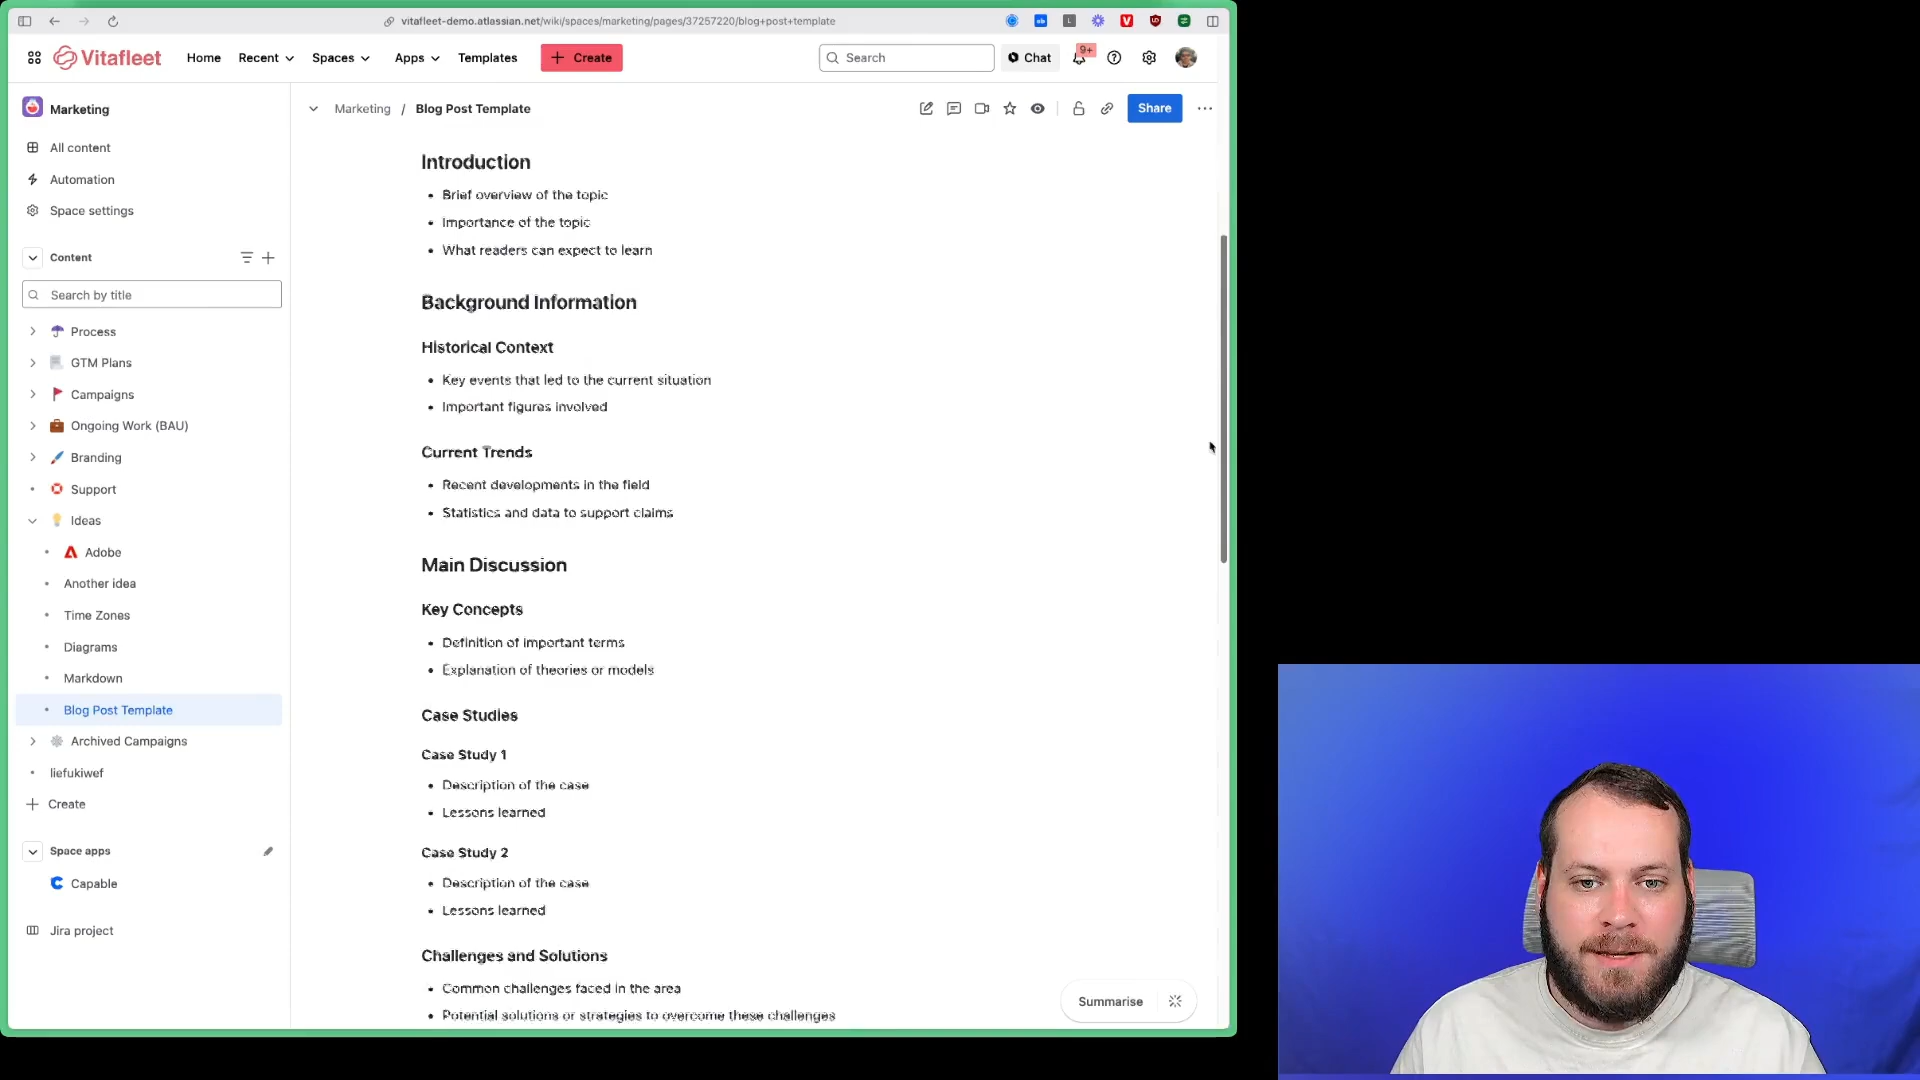 vitafleet-demo.atlassian.net/wiki/spaces/marketing/pages/37257220/blog+post+template
Vitafleet
Home
Recent
Spaces
Apps
Templates
+ Create
Search
Chat
9+
Marketing
All content
Automation
Space settings
Content
Search by title
Process
GTM Plans
Campaigns
Ongoing Work (BAU)
Branding
Support
Ideas
Adobe
Another idea
Time Zones
Diagrams
Markdown
Blog Post Template
Archived Campaigns
liefukiwef
Create
Space apps
Capable
Jira project
Marketing / Blog Post Template
Share
Introduction
• Brief overview of the topic
• Importance of the topic
• What readers can expect to learn
Background Information
Historical Context
• Key events that led to the current situation
• Important figures involved
Current Trends
• Recent developments in the field
• Statistics and data to support claims
Main Discussion
Key Concepts
• Definition of important terms
• Explanation of theories or models
Case Studies
Case Study 1
• Description of the case
• Lessons learned
Case Study 2
• Description of the case
• Lessons learned
Challenges and Solutions
• Common challenges faced in the area
• Potential solutions or strategies to overcome these challenges
Summarise